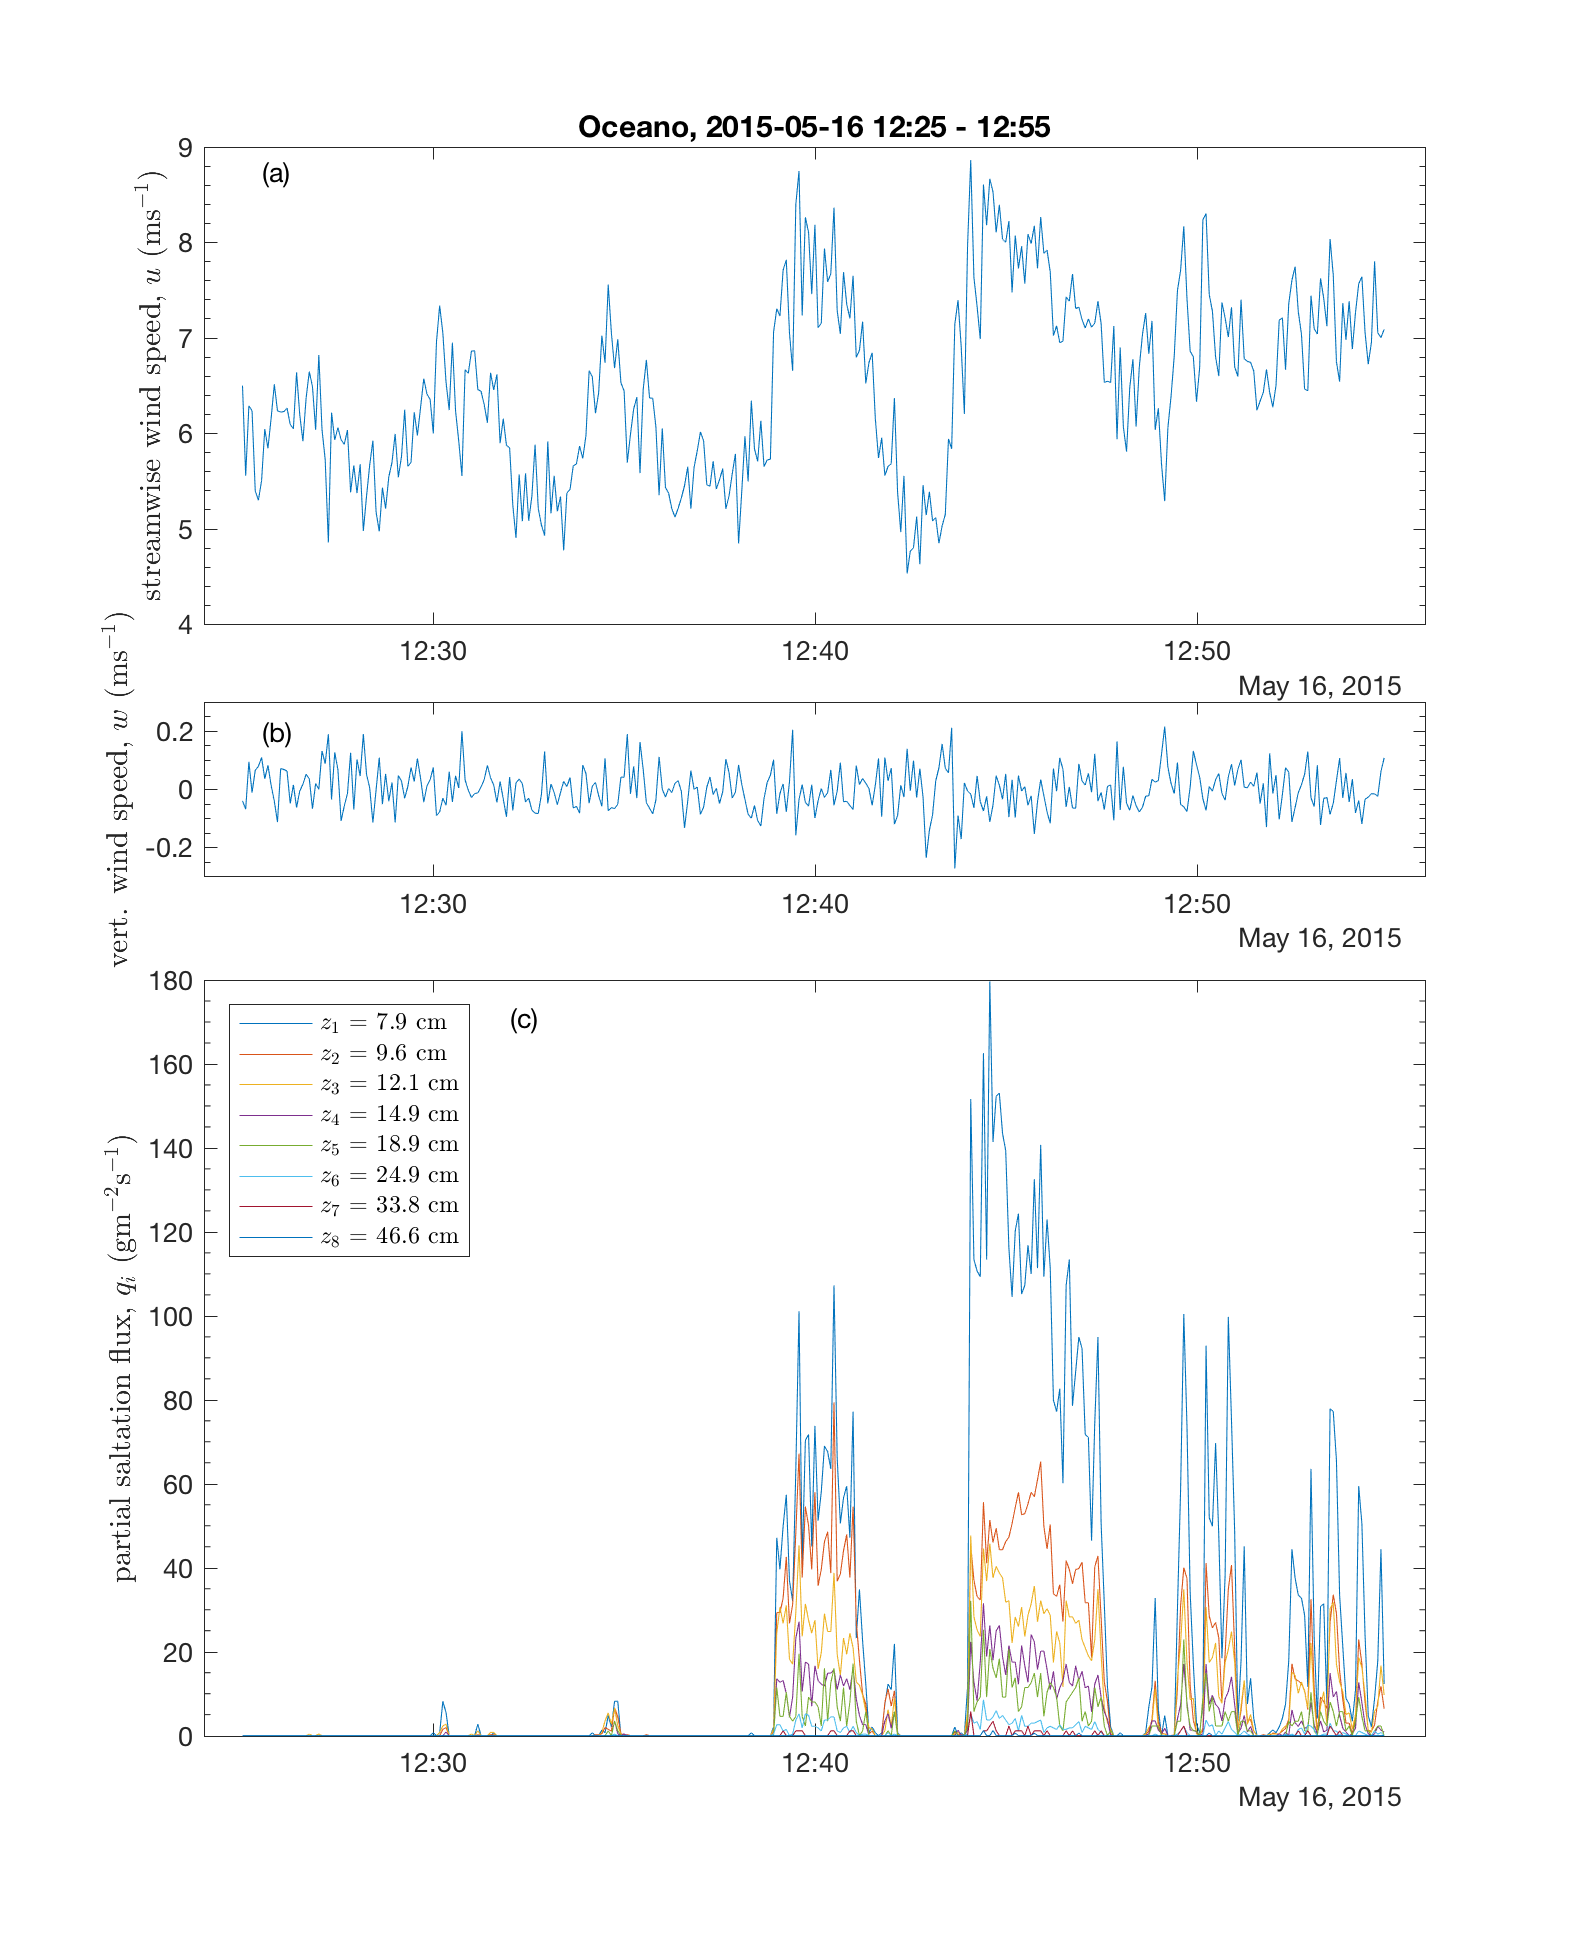 Oceano, 2015-05-16 12:25 - 12:55
(a)
streamwise wind speed, u (ms⁻¹)
9
8
7
6
5
4
12:30 12:40 12:50
May 16, 2015
(b)
vert. wind speed, w (ms⁻¹)
0.2
0
-0.2
12:30 12:40 12:50
May 16, 2015
(c)
partial saltation flux, qᵢ (gm⁻²s⁻¹)
180
160
140
120
100
80
60
40
20
0
z₁ = 7.9 cm
z₂ = 9.6 cm
z₃ = 12.1 cm
z₄ = 14.9 cm
z₅ = 18.9 cm
z₆ = 24.9 cm
z₇ = 33.8 cm
z₈ = 46.6 cm
12:30 12:40 12:50
May 16, 2015